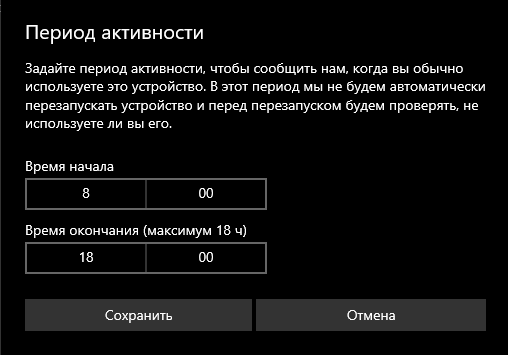 Период активности
Задайте период активности, чтобы сообщить нам, когда вы обычно
используете это устройство. В этот период мы не будем автоматически
перезапускать устройство и перед перезапуском будем проверять, не
используете ли вы его.
Время начала
8 00
Время окончания (максимум 18 ч)
18 00
Сохранить Отмена